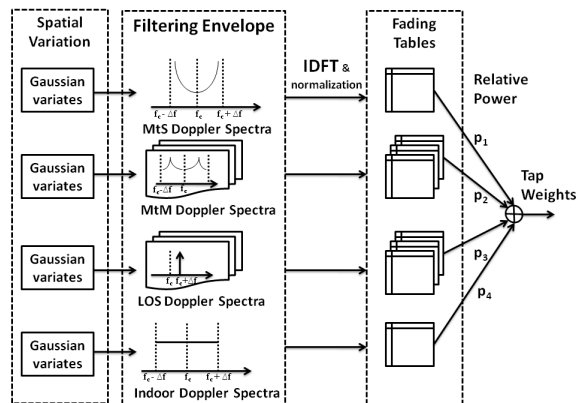 Spatial
Variation
Filtering Envelope
Fading
Tables
Gaussian
variates
f_c-Δf f_c f_c+Δf
MtS Doppler Spectra
IDFT &
normalization
Relative
Power
Gaussian
variates
f_c-Δf f_c
MtM Doppler Spectra
p_1
p_2
Tap
Weights
Gaussian
variates
f_c f_c+Δf
LOS Doppler Spectra
p_3
p_4
Gaussian
variates
f_c-Δf f_c f_c+Δf
Indoor Doppler Spectra